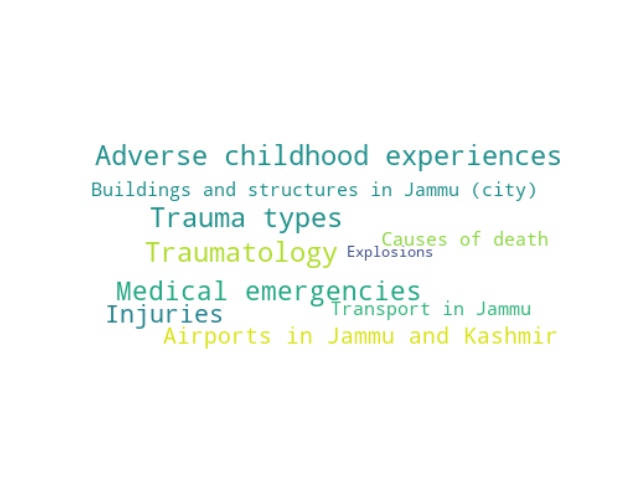 Adverse childhood experiences
Buildings and structures in Jammu (city)
Trauma types
Causes of death
Traumatology
Explosions
Medical emergencies
Transport in Jammu
Injuries
Airports in Jammu and Kashmir